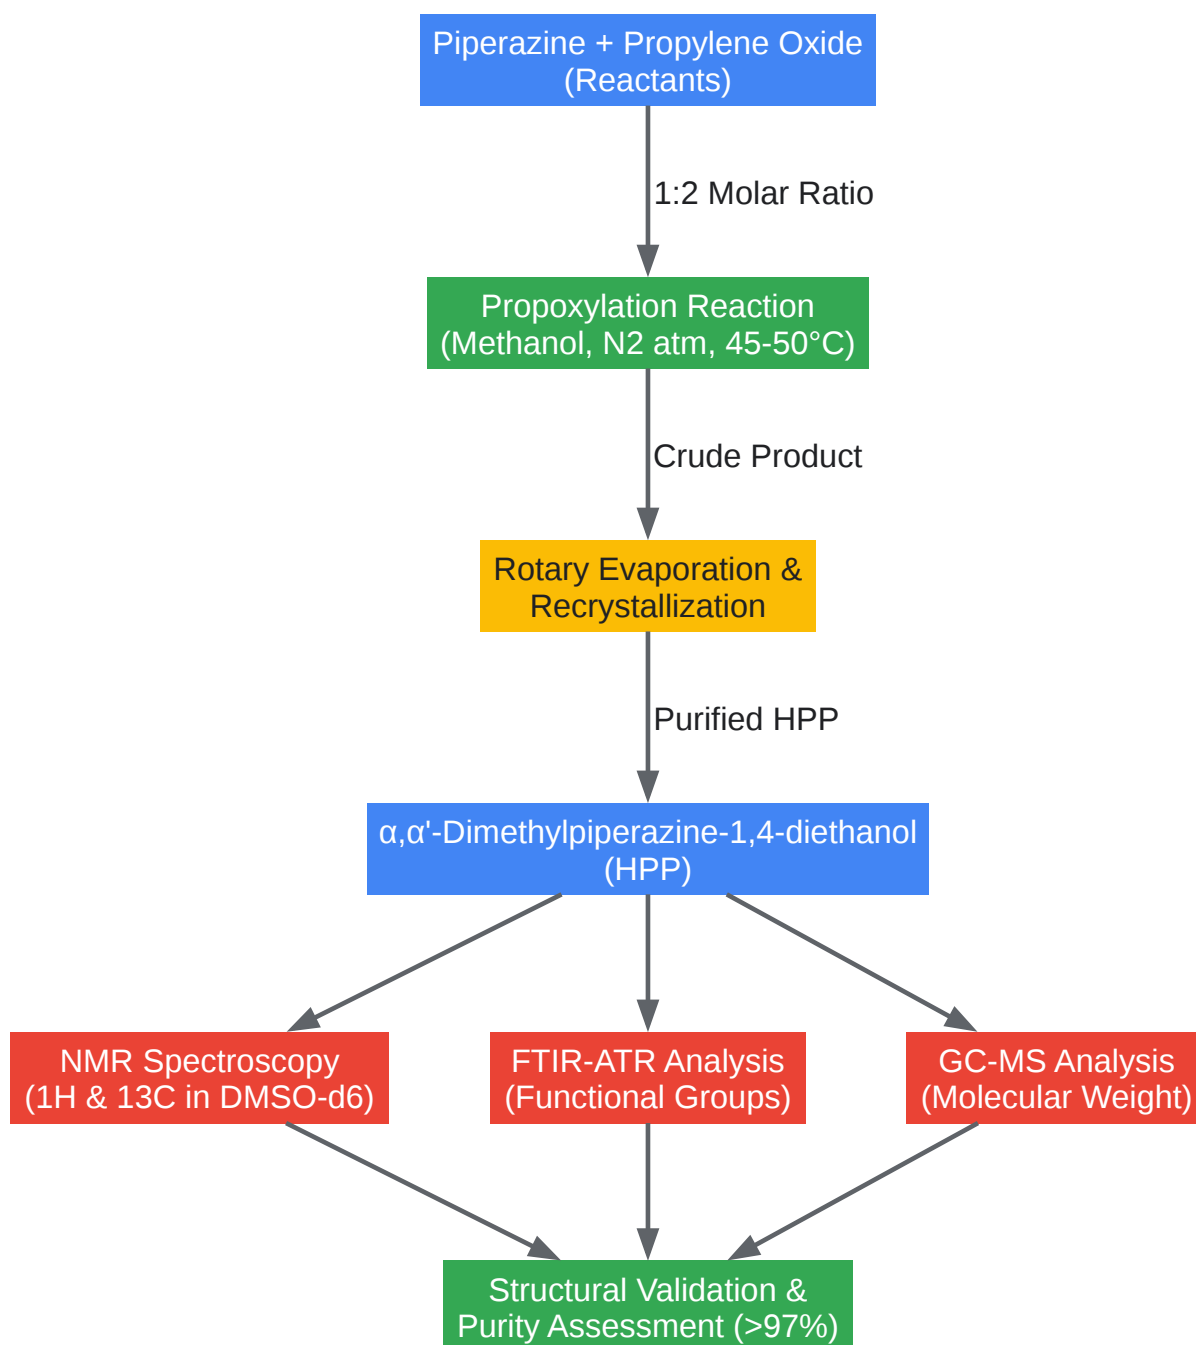 Piperazine + Propylene Oxide
(Reactants)
1:2 Molar Ratio
Propoxylation Reaction
(Methanol, N2 atm, 45-50°C)
Crude Product
Rotary Evaporation &
Recrystallization
Purified HPP
α,α'-Dimethylpiperazine-1,4-diethanol
(HPP)
NMR Spectroscopy
(1H & 13C in DMSO-d6)
FTIR-ATR Analysis
(Functional Groups)
GC-MS Analysis
(Molecular Weight)
Structural Validation &
Purity Assessment (>97%)